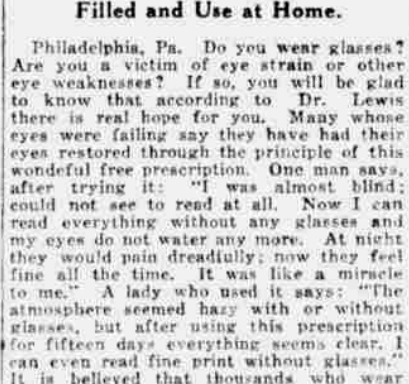 Filled and Use at Home.
Philadelphia, Pa. Do you wear glasses?
Are you a victim of eye strain or other
eye weaknesses? If so, you will be glad
to know that according to Dr. Lewis
there is real hope for you. Many whose
eyes were failing say they have had their
eyes restored through the principle of this
wondeful free prescription. One man says,
after trying it: "I was almost blind;
could not see to read at all. Now I can
read everything without any glasses and
my eyes do not water any more. At night
they would pain dreadfully; now they feel
fine all the time. It was like a miracle
to me." A lady who used it says: "The
atmosphere seemed hazy with or without
glasses, but after using this prescription
for fifteen days everything seems clear. I
can even read fine print without glasses."
It is believed that thousands who wear